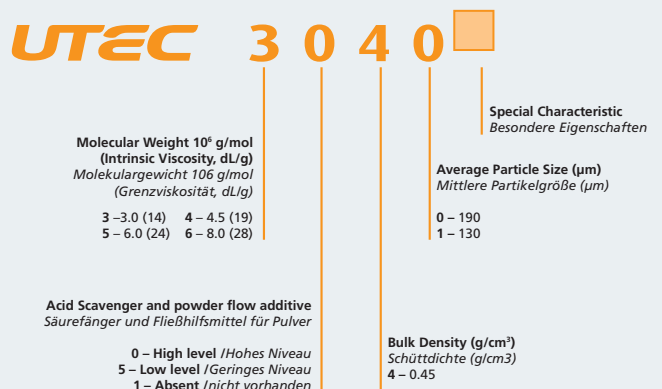 UTEC 3 0 4 0
Special Characteristic
Besondere Eigenschaften
Molecular Weight 10⁶ g/mol
(Intrinsic Viscosity, dL/g)
Molekulargewicht 106 g/mol
(Grenzviskosität, dL/g)
3 –3.0 (14) 4 – 4.5 (19)
5 – 6.0 (24) 6 – 8.0 (28)
Average Particle Size (µm)
Mittlere Partikelgröße (µm)
0 – 190
1 – 130
Acid Scavenger and powder flow additive
Säurefänger und Fließhilfsmittel für Pulver
0 – High level /Hohes Niveau
5 – Low level /Geringes Niveau
1 – Absent /nicht vorhanden
Bulk Density (g/cm³)
Schüttdichte (g/cm3)
4 – 0.45